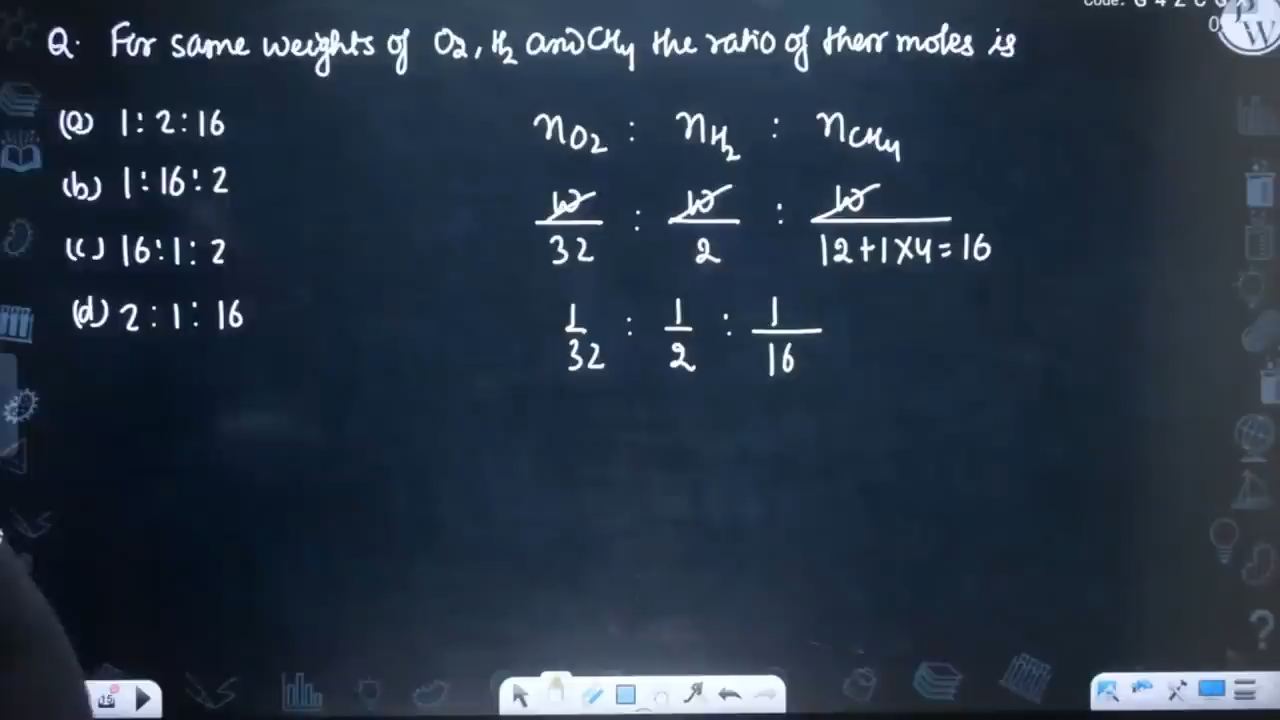 Q. For same weights of O2, H2 and CH4 the ratio of their moles is
(a) 1:2:16
(b) 1:16:2
(c) 16:1:2
(d) 2:1:16
nO2 : nH2 : nCH4
w/32 : w/2 : w/12+1×4=16
1/32 : 1/2 : 1/16
PW
?